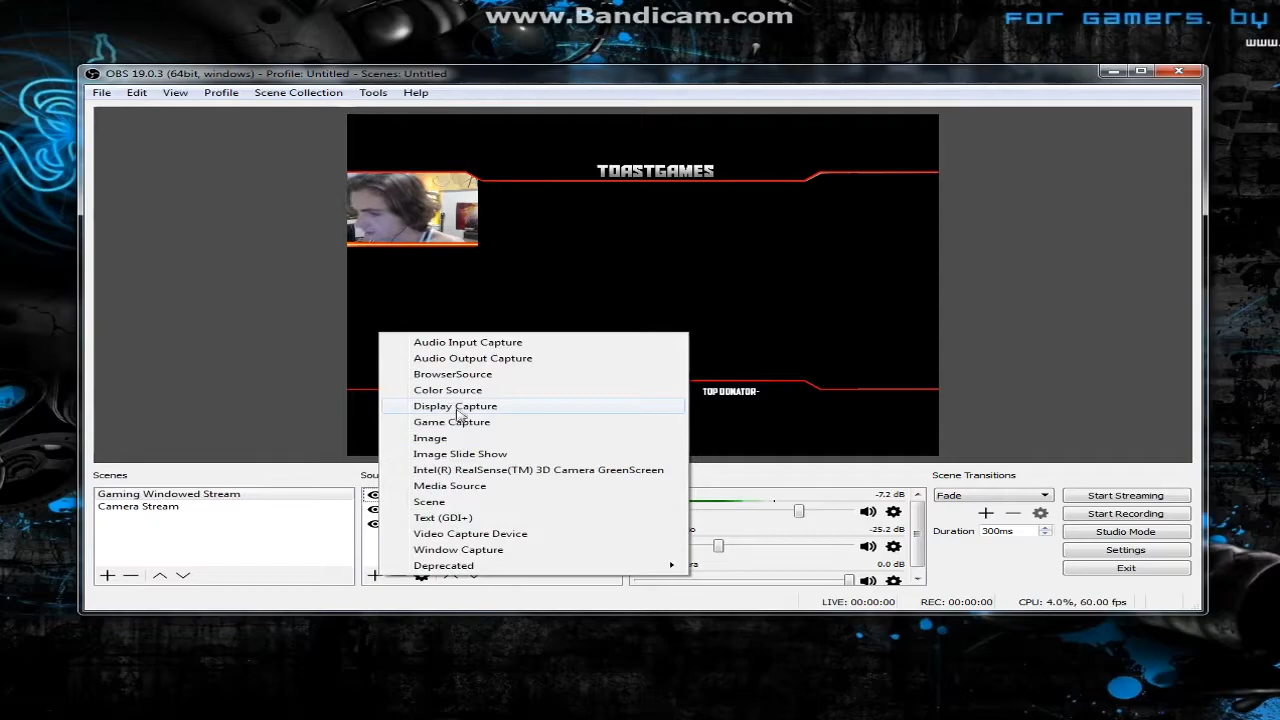 www.Bandicam.com
For Gamers. by
www.
OBS 19.0.3 (64bit, windows) - Profile: Untitled - Scenes: Untitled
File Edit View Profile Scene Collection Tools Help
TOASTGAMES
TOP DONATOR-
Audio Input Capture
Audio Output Capture
BrowserSource
Color Source
Display Capture
Game Capture
Image
Image Slide Show
Intel(R) RealSense(TM) 3D Camera GreenScreen
Media Source
Scene
Text (GDI+)
Video Capture Device
Window Capture
Deprecated
Scenes
Gaming Windowed Stream
Camera Stream
-7.2 dB
-25.2 dB
0.0 dB
Scene Transitions
Fade
Duration 300ms
Start Streaming
Start Recording
Studio Mode
Settings
Exit
LIVE: 00:00:00 REC: 00:00:00 CPU: 4.0%, 60.00 fps